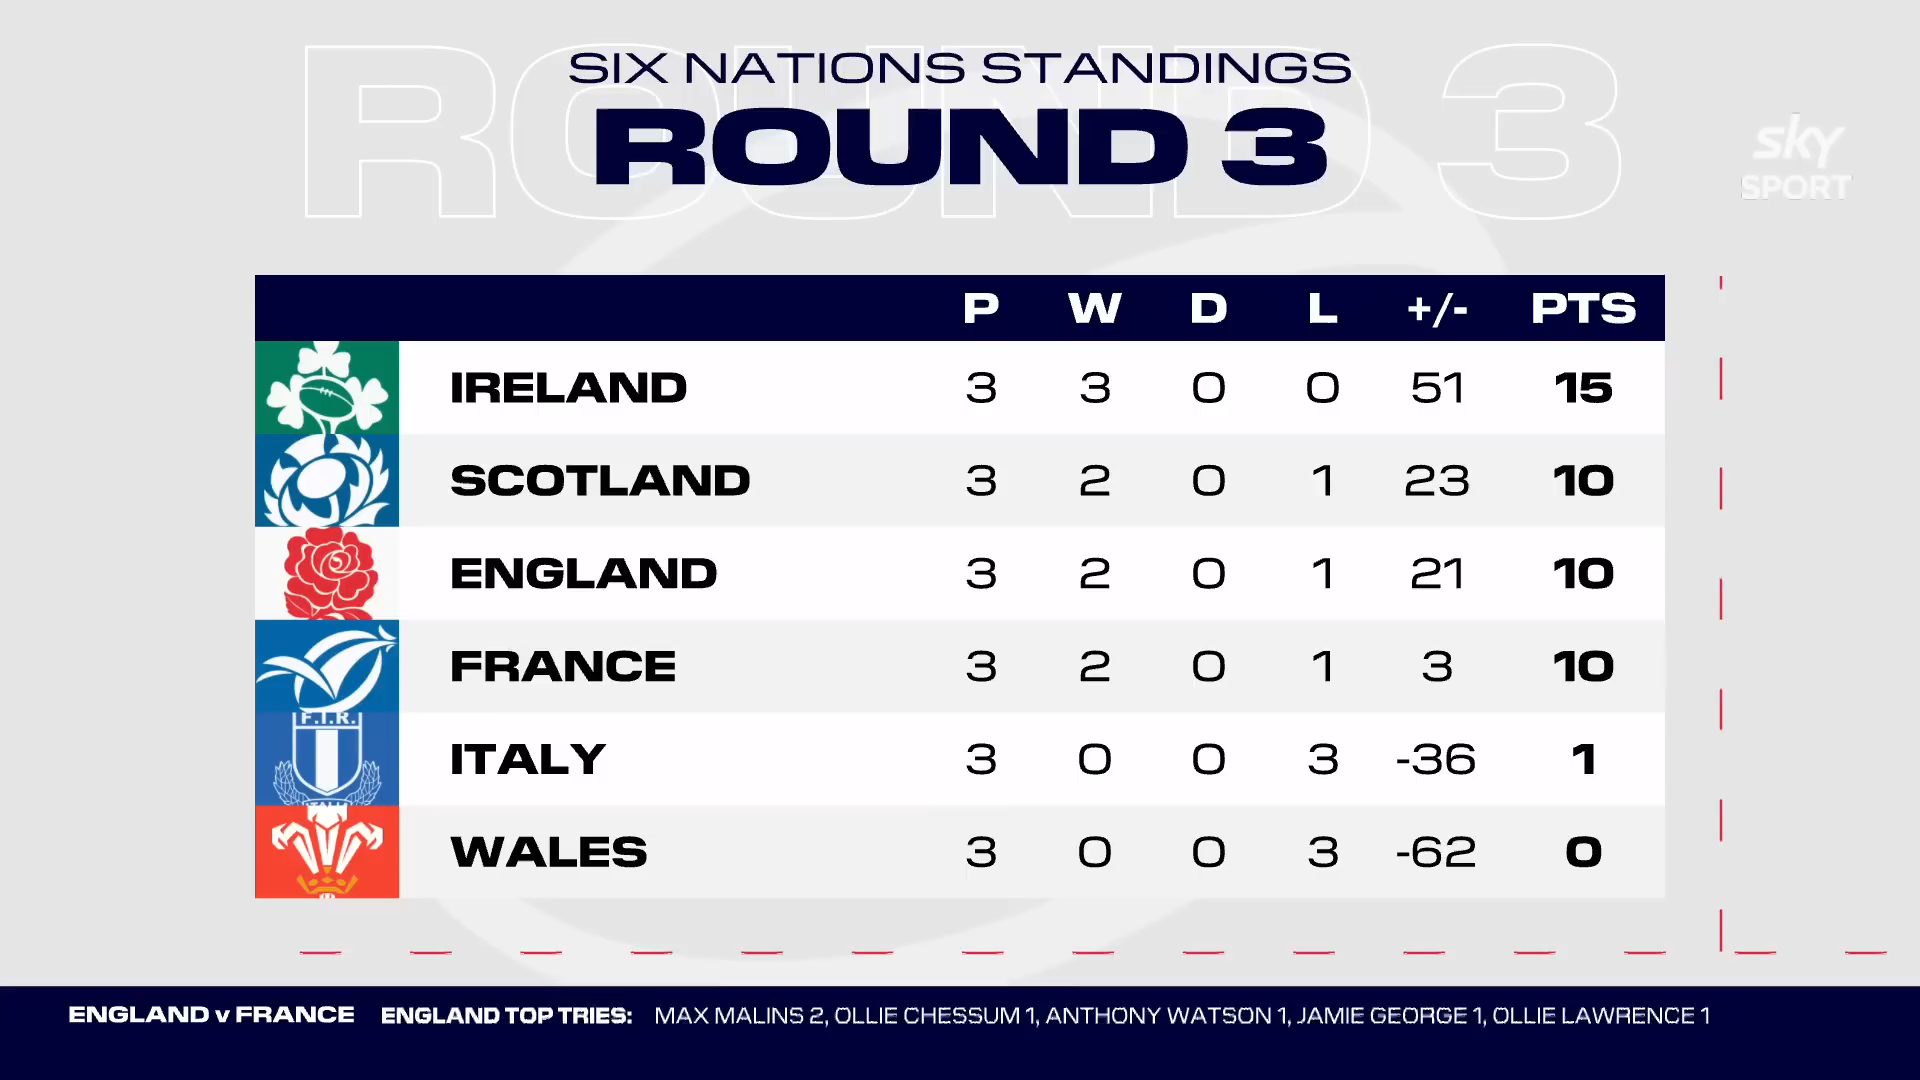 SIX NATIONS STANDINGS
ROUND 3
ROUND 3
sky
SPORT
P W D L +/- PTS
IRELAND 3 3 0 0 51 15
SCOTLAND 3 2 0 1 23 10
ENGLAND 3 2 0 1 21 10
FRANCE 3 2 0 1 3 10
F.I.R.
ITALY 3 0 0 3 -36 1
ITALIA
WALES 3 0 0 3 -62 0
ENGLAND v FRANCE ENGLAND TOP TRIES: MAX MALINS 2, OLLIE CHESSUM 1, ANTHONY WATSON 1, JAMIE GEORGE 1, OLLIE LAWRENCE 1